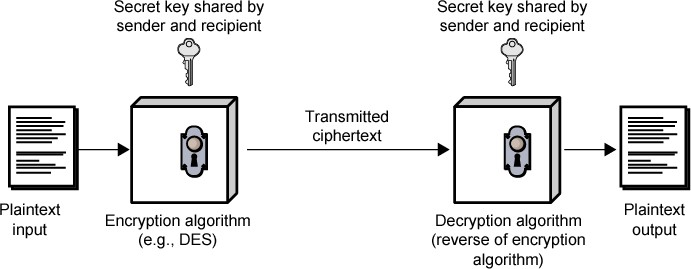 Secret key shared by
sender and recipient
Secret key shared by
sender and recipient
Transmitted
ciphertext
Plaintext
input
Encryption algorithm
(e.g., DES)
Decryption algorithm
(reverse of encryption
algorithm)
Plaintext
output